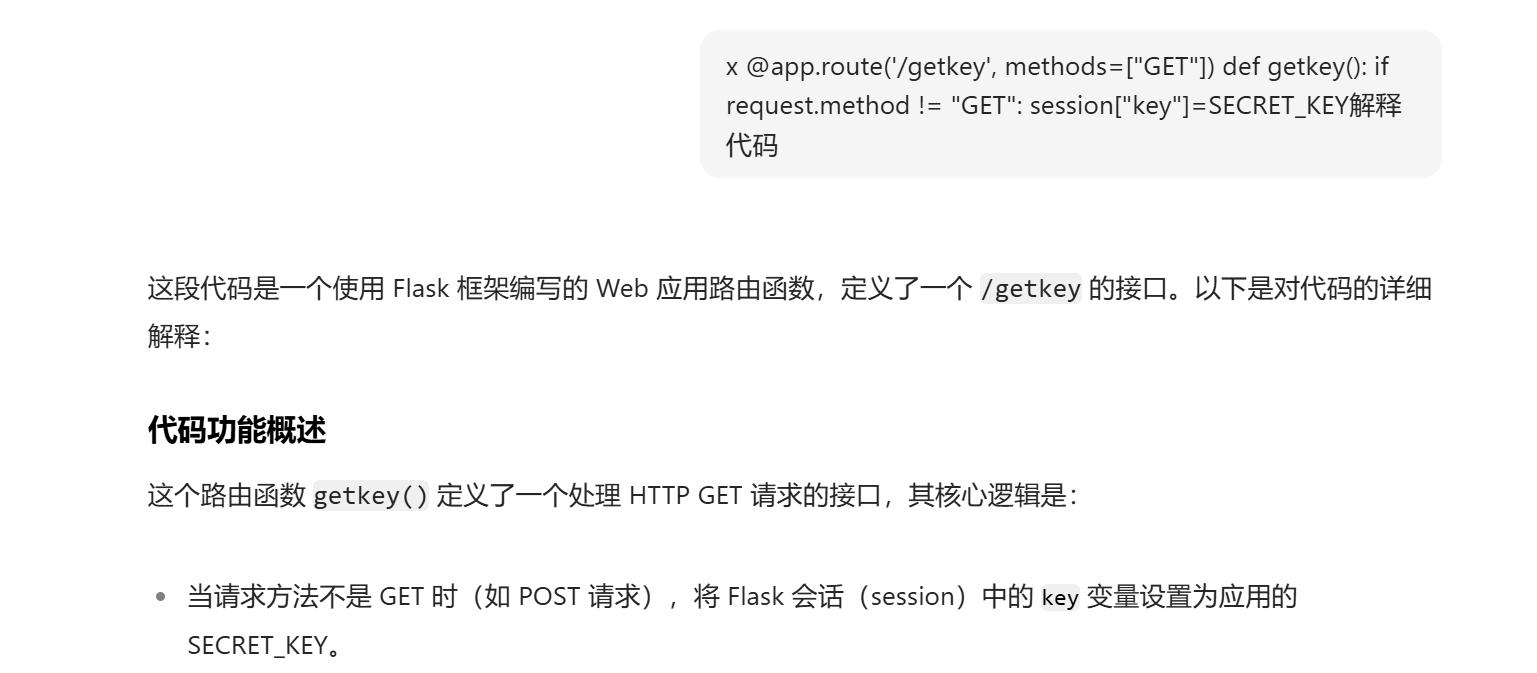 x @app.route('/getkey', methods=["GET"]) def getkey(): if
request.method != "GET": session["key"]=SECRET_KEY解释
代码
这段代码是一个使用 Flask 框架编写的 Web 应用路由函数，定义了一个 /getkey 的接口。以下是对代码的详细
解释：
代码功能概述
这个路由函数 getkey() 定义了一个处理 HTTP GET 请求的接口，其核心逻辑是：
• 当请求方法不是 GET 时（如 POST 请求），将 Flask 会话（session）中的 key 变量设置为应用的
SECRET_KEY。